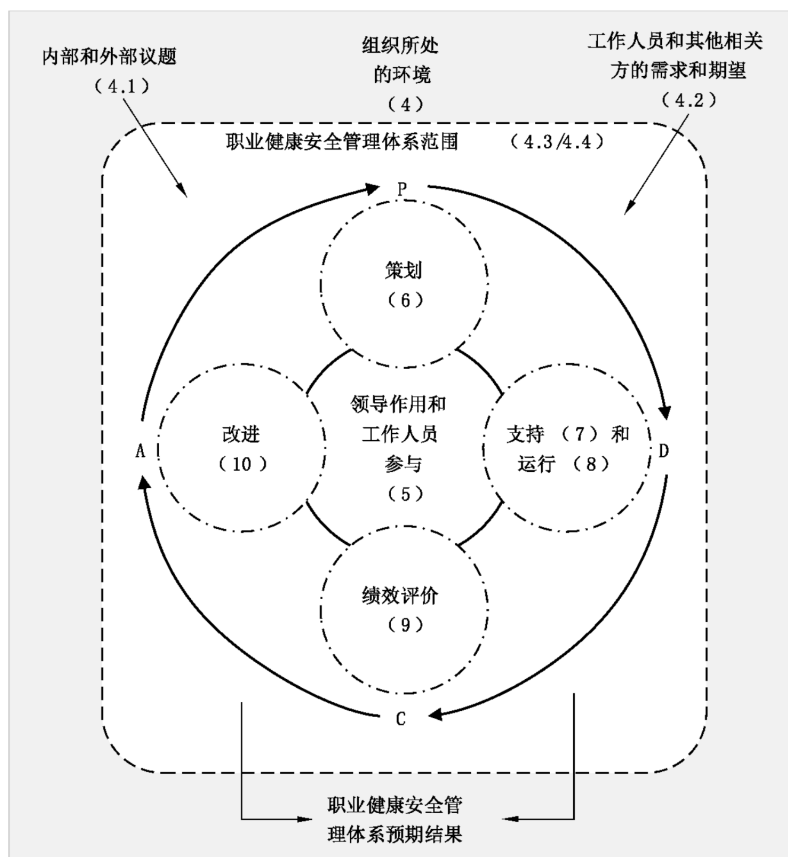 内部和外部议题
（4.1）
组织所处
的环境
（4）
工作人员和其他相关
方的需求和期望
（4.2）
职业健康安全管理体系范围 （4.3/4.4）
P
策划
（6）
改进
（10）
A
领导作用和
工作人员
参与
（5）
支持（7）和
运行（8）
D
绩效评价
（9）
C
职业健康安全管
理体系预期结果